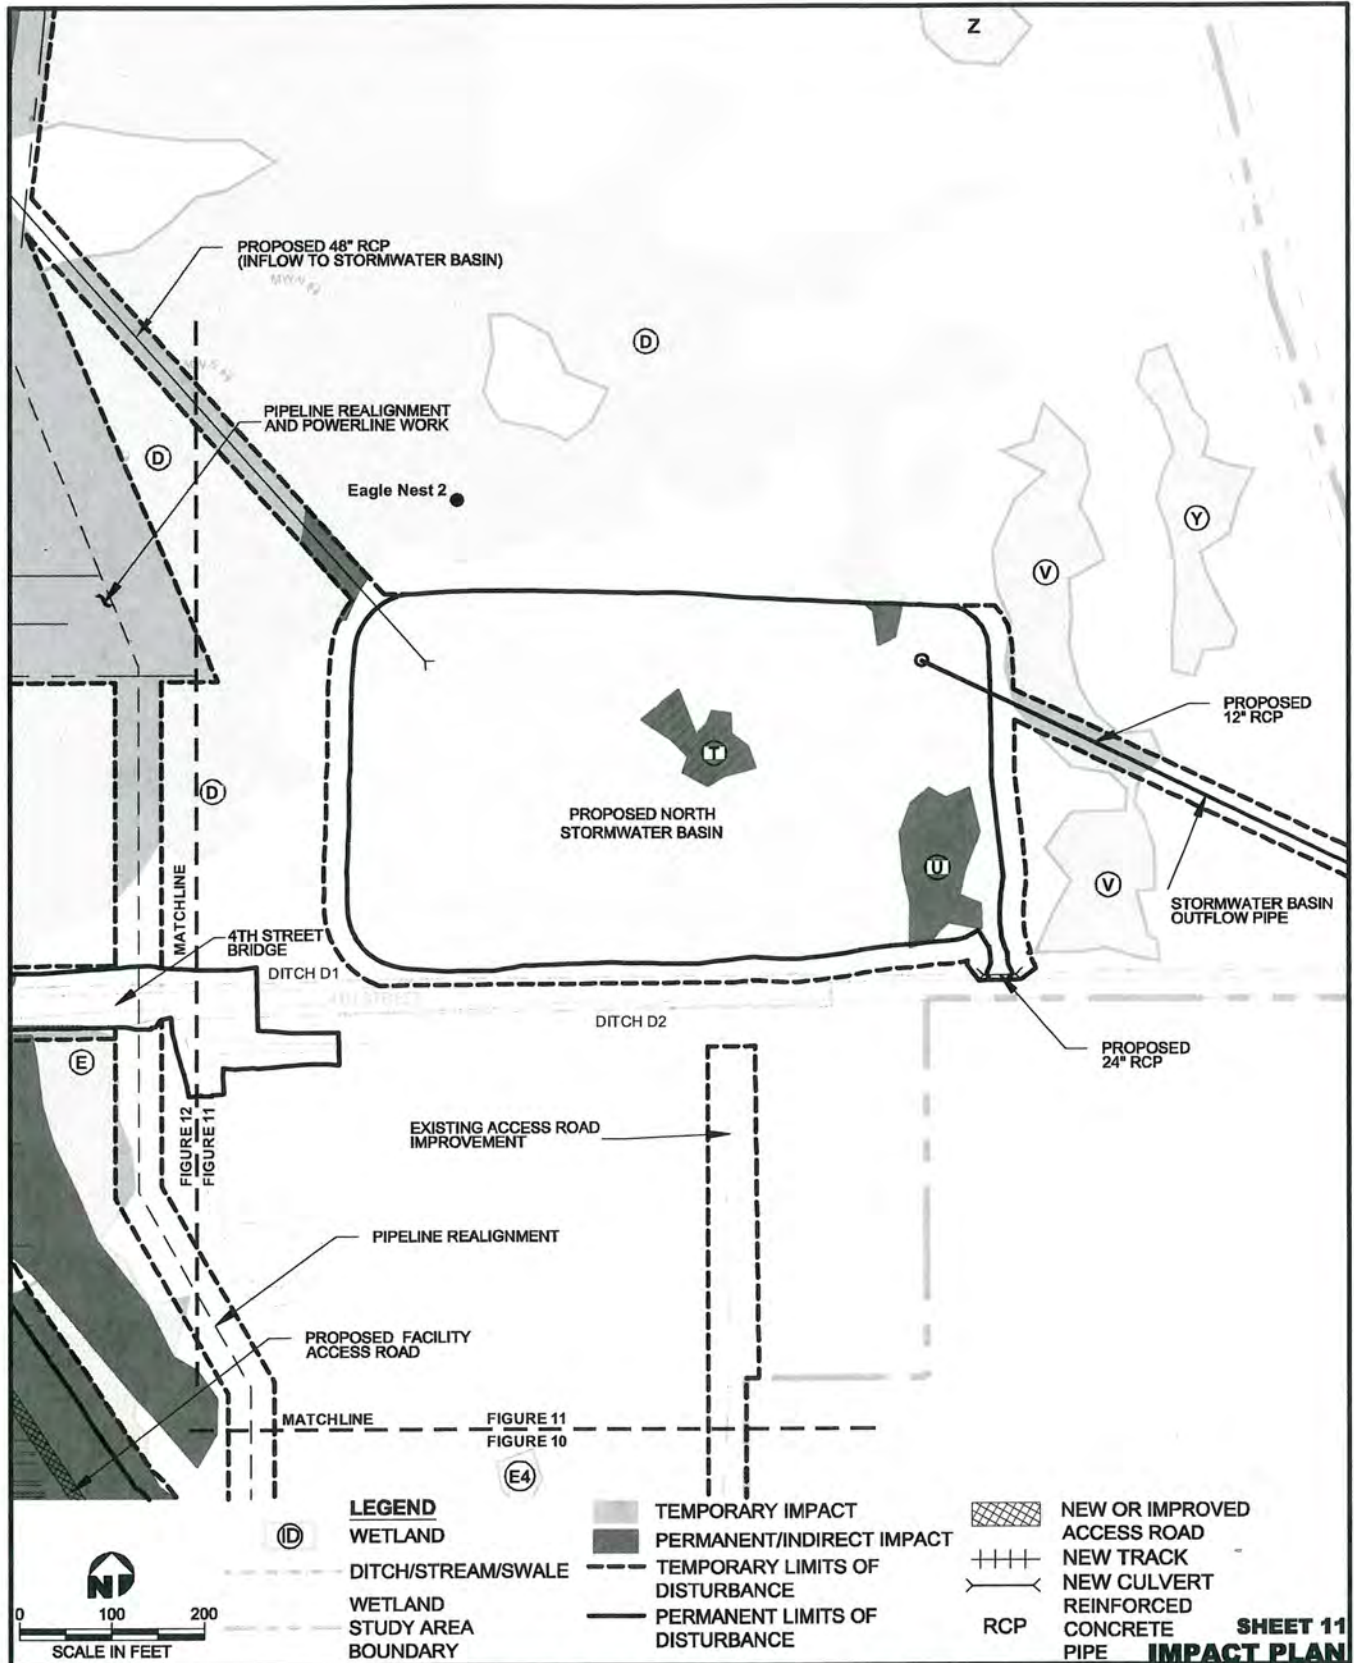 Z
PROPOSED 48" RCP
(INFLOW TO STORMWATER BASIN)
D
PIPELINE REALIGNMENT
AND POWERLINE WORK
D
Eagle Nest 2
Y
V
PROPOSED
12" RCP
T
D
PROPOSED NORTH
STORMWATER BASIN
U
V
MATCHLINE
STORMWATER BASIN
OUTFLOW PIPE
4TH STREET
BRIDGE
DITCH D1
4TH STREET
DITCH D2
E
PROPOSED
24" RCP
FIGURE 12
FIGURE 11
EXISTING ACCESS ROAD
IMPROVEMENT
PIPELINE REALIGNMENT
PROPOSED FACILITY
ACCESS ROAD
MATCHLINE
FIGURE 11
FIGURE 10
E4
LEGEND
ID
WETLAND
DITCH/STREAM/SWALE
WETLAND
STUDY AREA
BOUNDARY
TEMPORARY IMPACT
PERMANENT/INDIRECT IMPACT
TEMPORARY LIMITS OF
DISTURBANCE
PERMANENT LIMITS OF
DISTURBANCE
NEW OR IMPROVED
ACCESS ROAD
NEW TRACK
NEW CULVERT
RCP
REINFORCED
CONCRETE
PIPE
N
0 100 200
SCALE IN FEET
SHEET 11
IMPACT PLAN